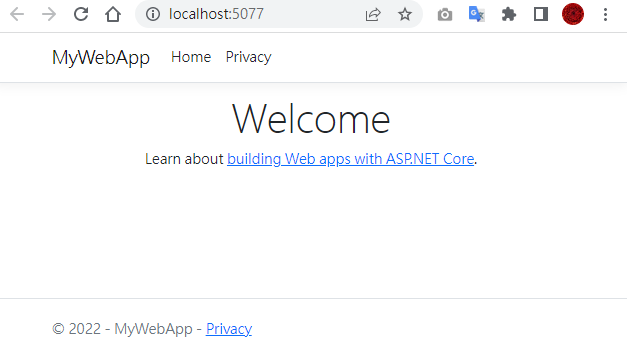 localhost:5077
MyWebApp Home Privacy
Welcome
Learn about building Web apps with ASP.NET Core.
© 2022 - MyWebApp - Privacy